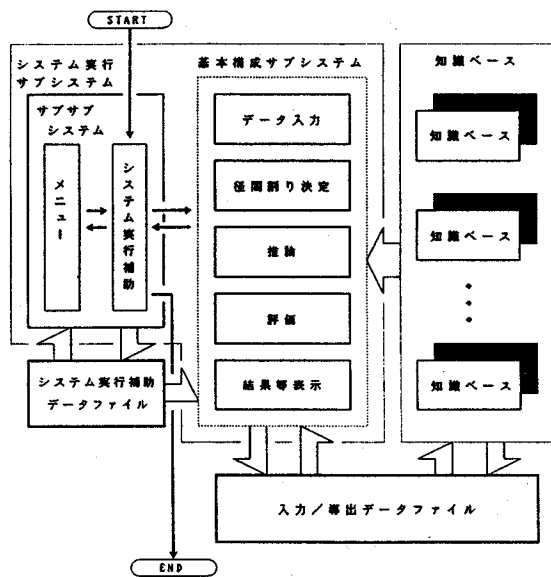 START
システム実行
サブシステム
サブサブ
システム
メニュー
システム実行補助
基本構成サブシステム
データ入力
径間割り決定
推論
評価
結果等表示
知識ベース
知識ベース
知識ベース
知識ベース
システム実行補助
データファイル
入力／導出データファイル
END